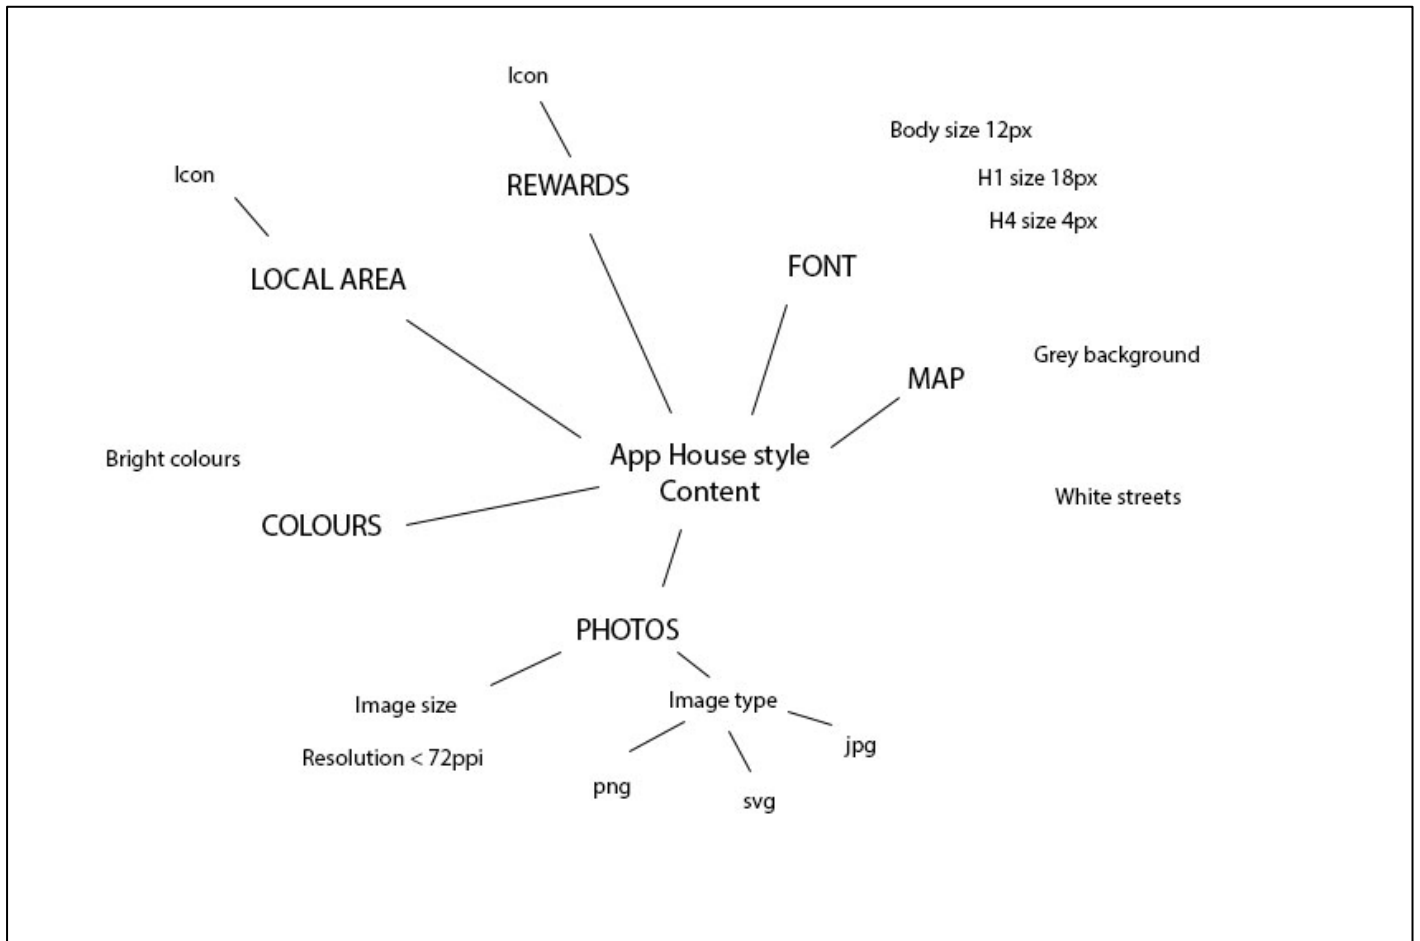 Icon
Body size 12px
Icon
H1 size 18px
REWARDS
H4 size 4px
FONT
LOCAL AREA
Grey background
MAP
App House style
Content
Bright colours
White streets
COLOURS
PHOTOS
Image size
Image type
jpg
Resolution < 72ppi
png
svg